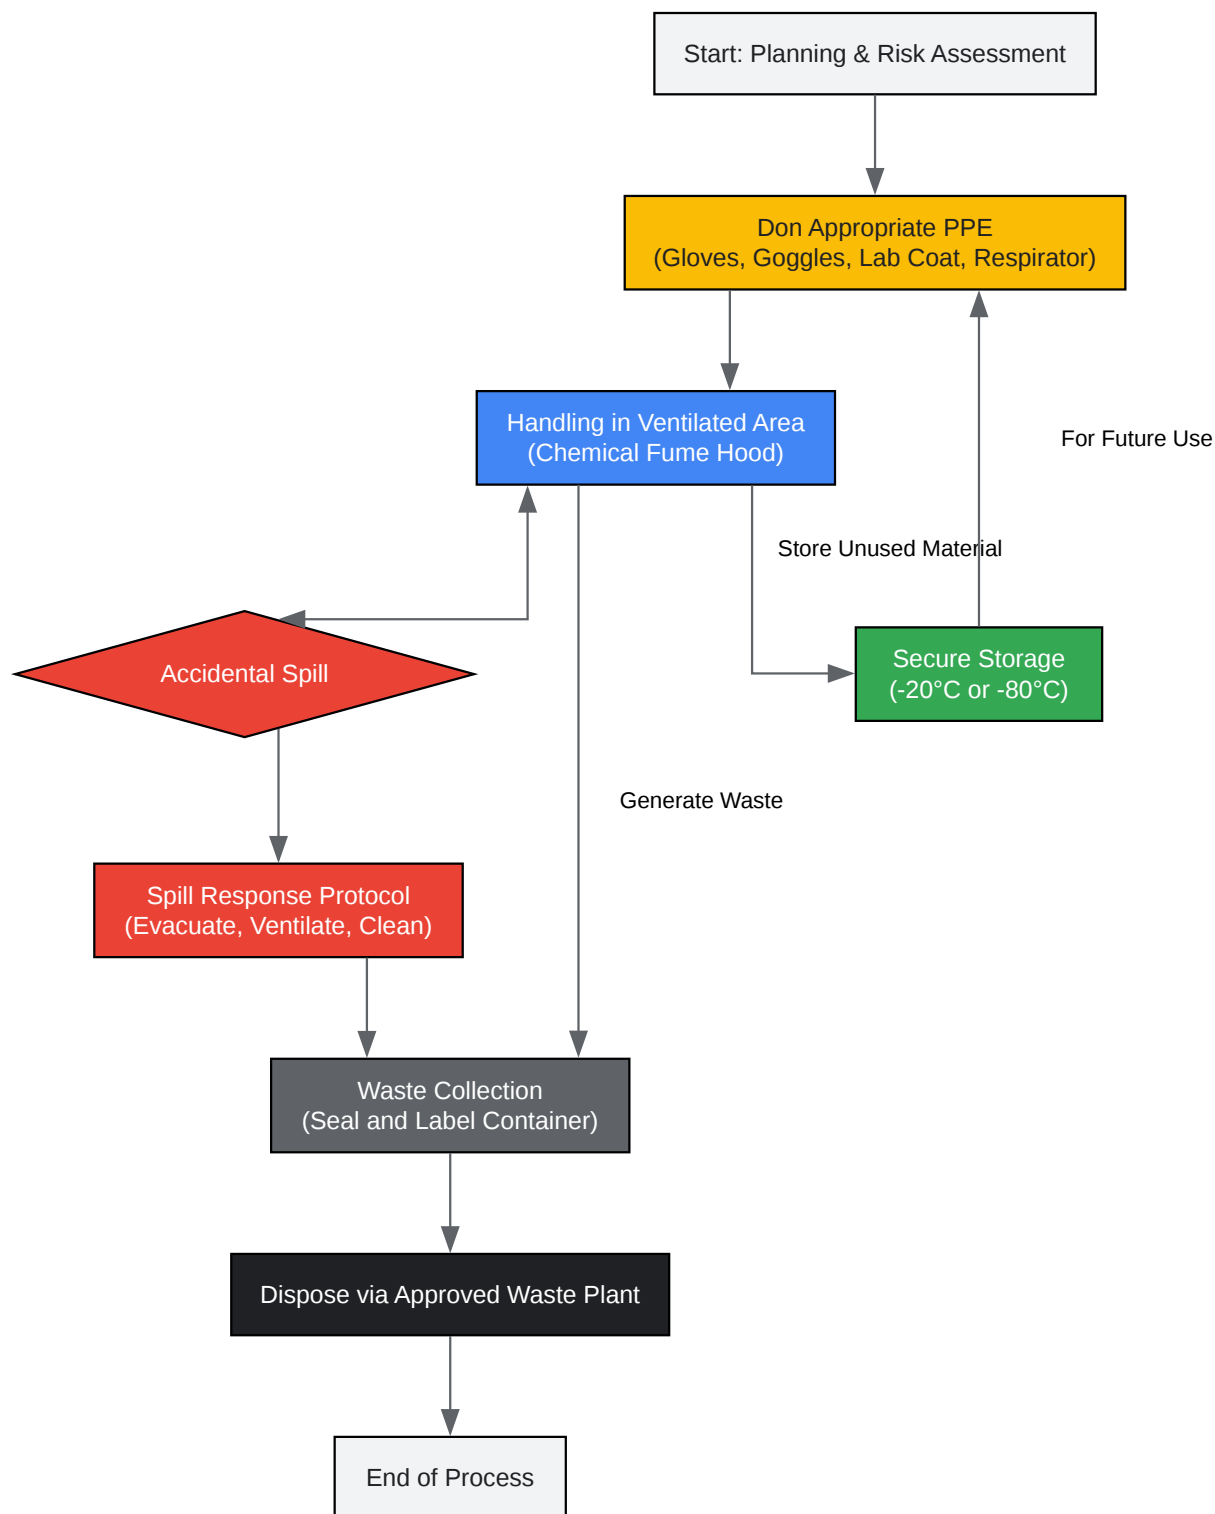 Start: Planning & Risk Assessment
Don Appropriate PPE
(Gloves, Goggles, Lab Coat, Respirator)
Handling in Ventilated Area
(Chemical Fume Hood)
For Future Use
Store Unused Material
Accidental Spill
Secure Storage
(-20°C or -80°C)
Generate Waste
Spill Response Protocol
(Evacuate, Ventilate, Clean)
Waste Collection
(Seal and Label Container)
Dispose via Approved Waste Plant
End of Process